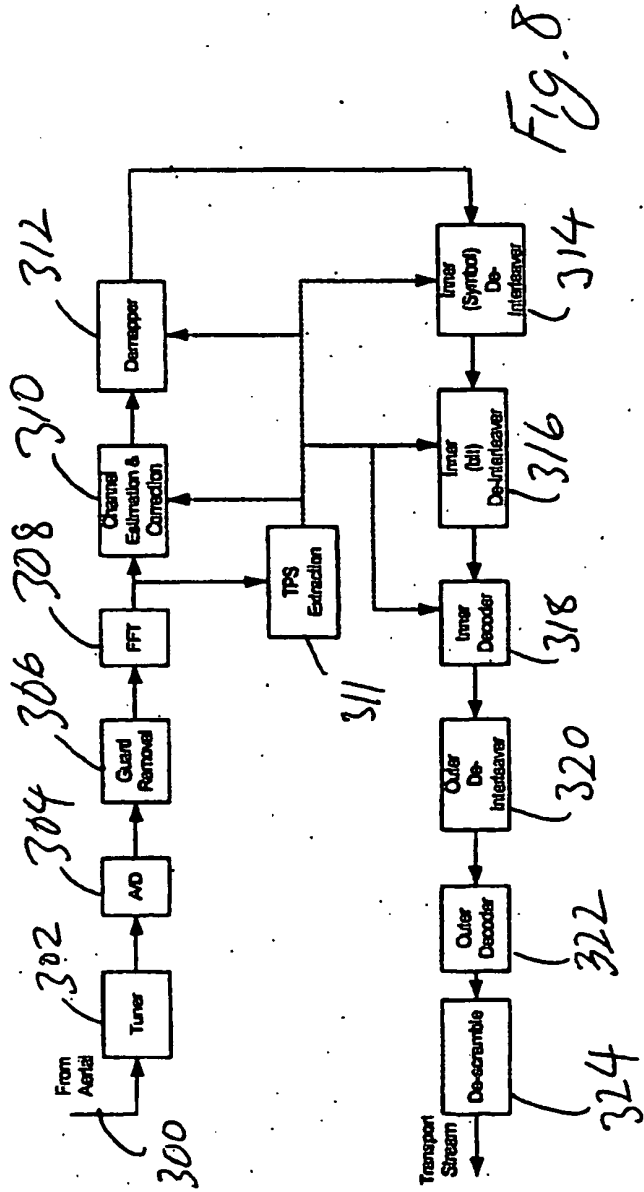 From
Aerial
300
Tuner
302
A/D
304
Guard
Removal
306
FFT
308
Channel
Estimation &
Correction
310
TPS
Extraction
311
Demapper
312
Inner
(Symbol)
De-
Interleaver
314
Inner
(bit)
De-Interleaver
316
Inner
Decoder
318
Outer
De-
Interleaver
320
Outer
Decoder
322
De-scramble
324
Transport
Stream
Fig. 8